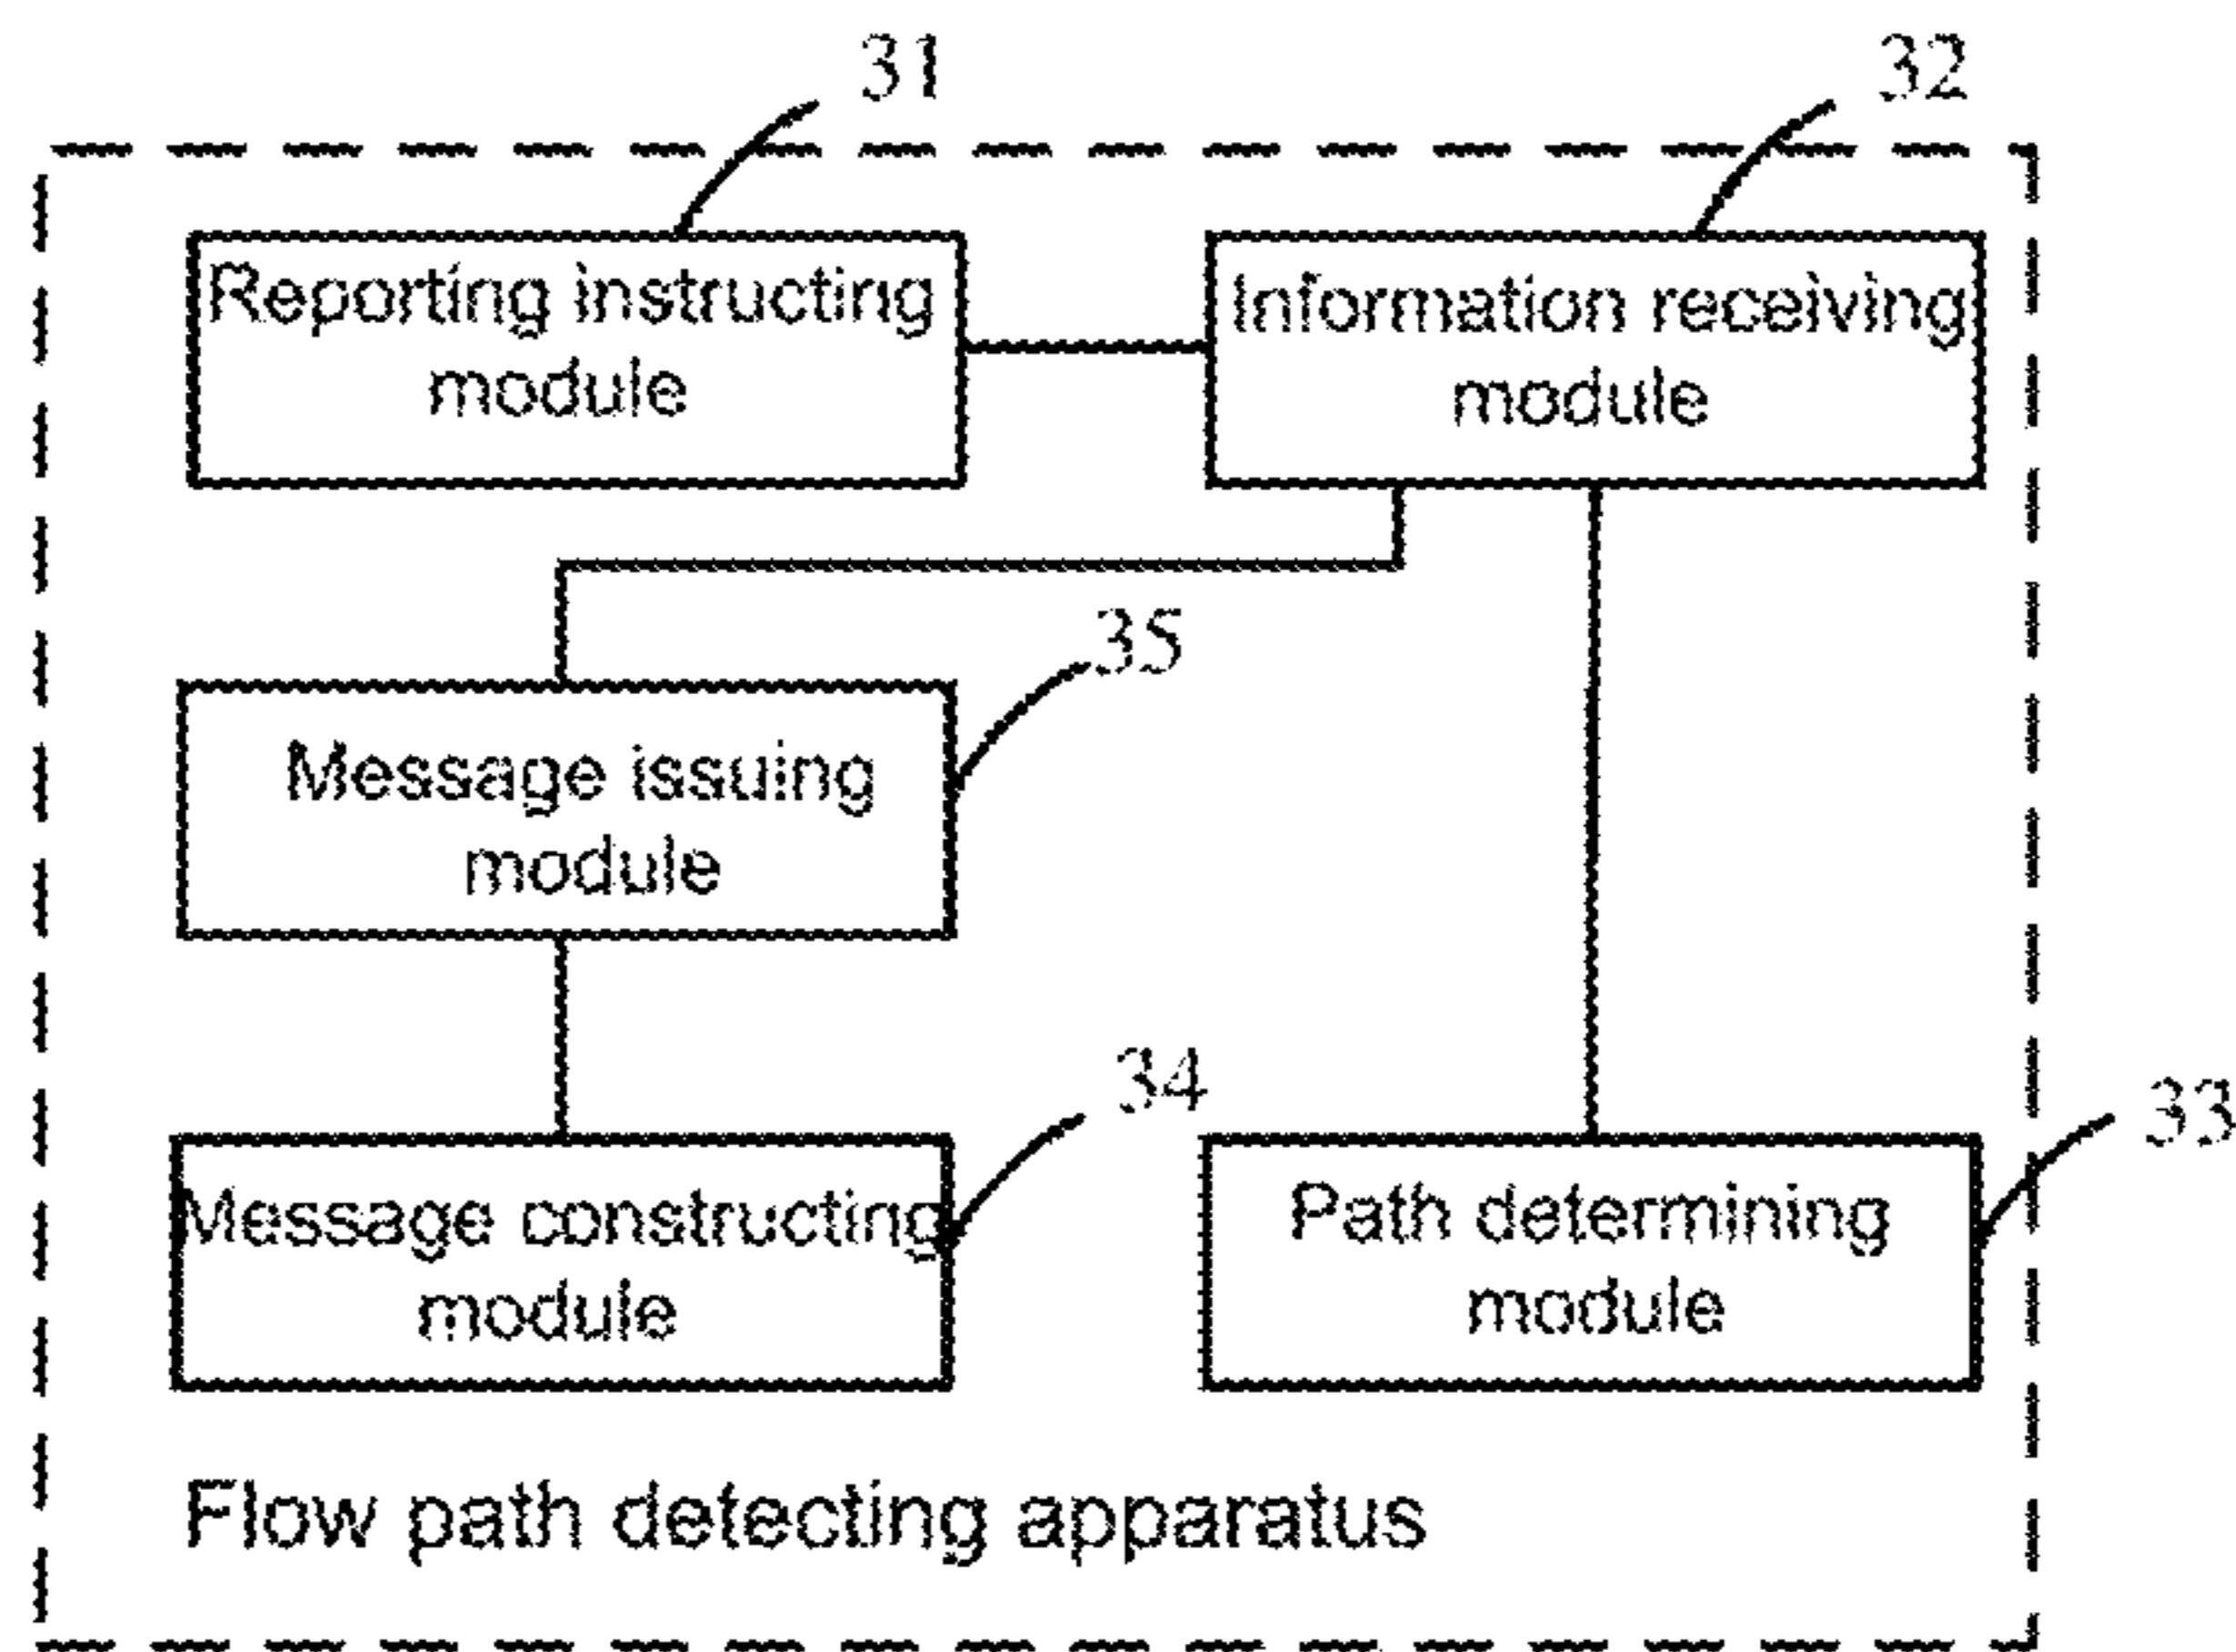 31
32
Reporting instructing
module
Information receiving
module
35
Message issuing
module
34
33
Message constructing
module
Path determining
module
Flow path detecting apparatus